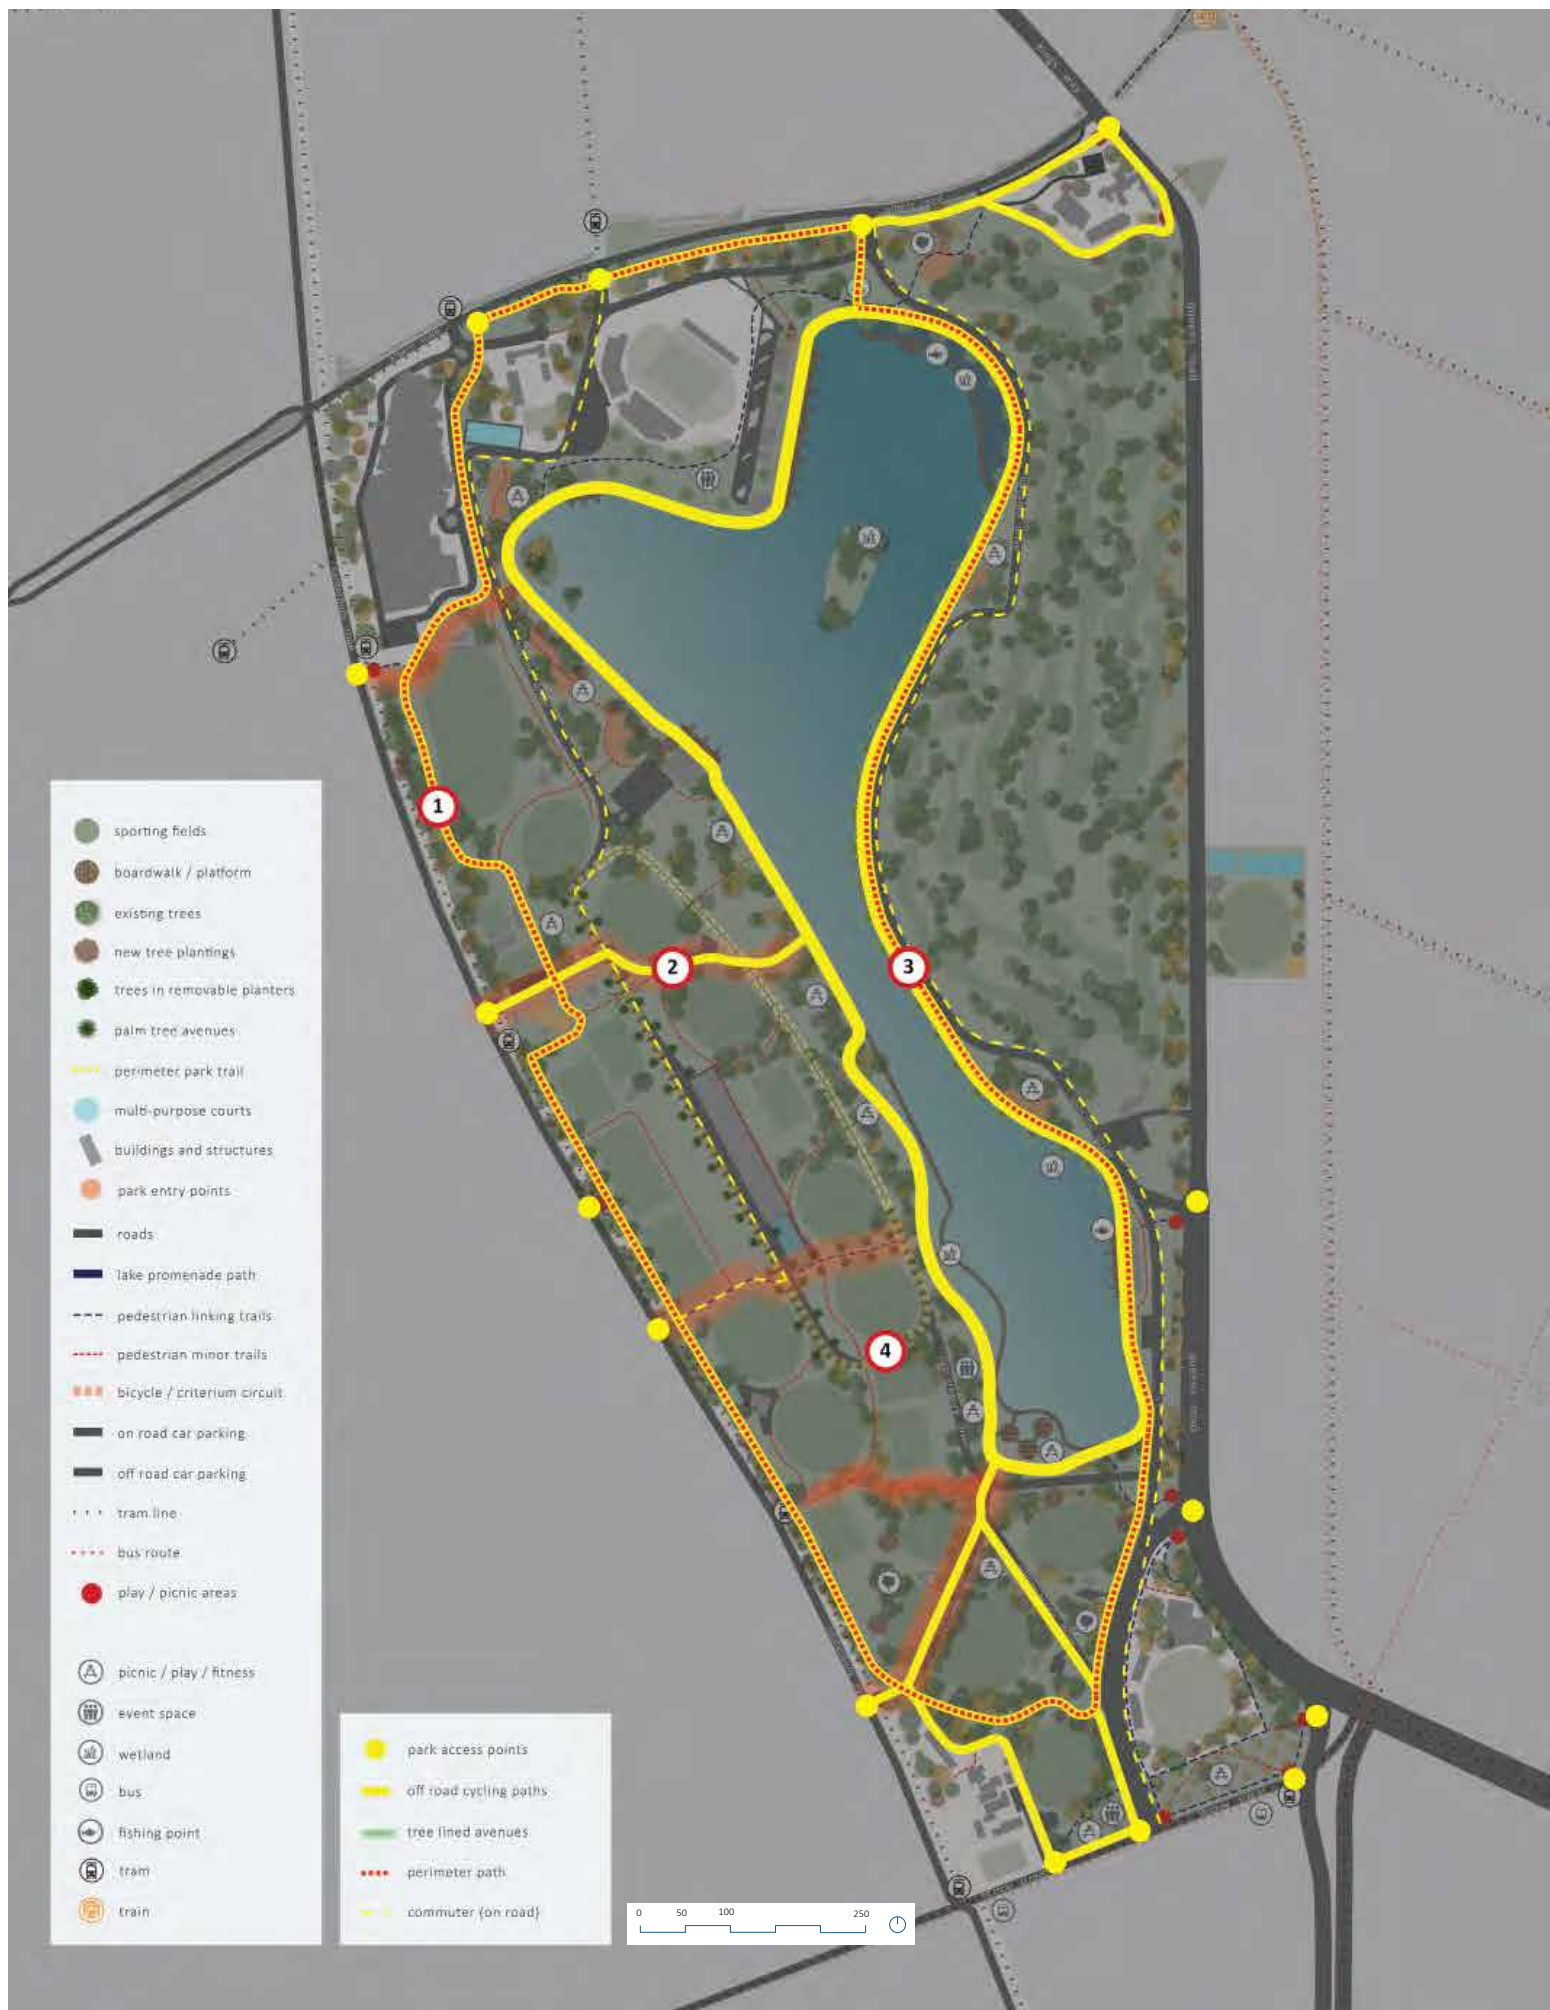 1
2
3
4
sporting fields
boardwalk / platform
existing trees
new tree plantings
trees in removable planters
palm tree avenues
perimeter park trail
multi-purpose courts
buildings and structures
park entry points
roads
lake promenade path
pedestrian linking trails
pedestrian minor trails
bicycle / criterium circuit
on road car parking
off road car parking
tram line
bus route
play / picnic areas
picnic / play / fitness
event space
wetland
bus
fishing point
tram
train
park access points
off road cycling paths
tree lined avenues
perimeter path
commuter (on road)
0 50 100 250